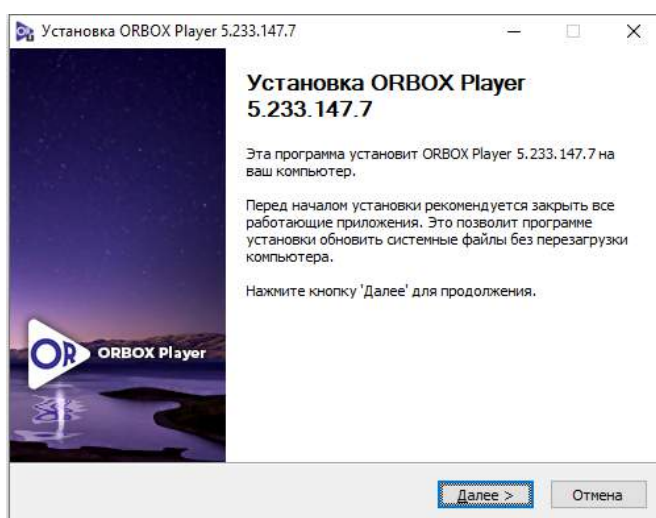 Установка ORBOX Player 5.233.147.7
Установка ORBOX Player
5.233.147.7
Эта программа установит ORBOX Player 5.233.147.7 на
ваш компьютер.
Перед началом установки рекомендуется закрыть все
работающие приложения. Это позволит программе
установки обновить системные файлы без перезагрузки
компьютера.
Нажмите кнопку 'Далее' для продолжения.
OR ORBOX Player
Далее >
Отмена